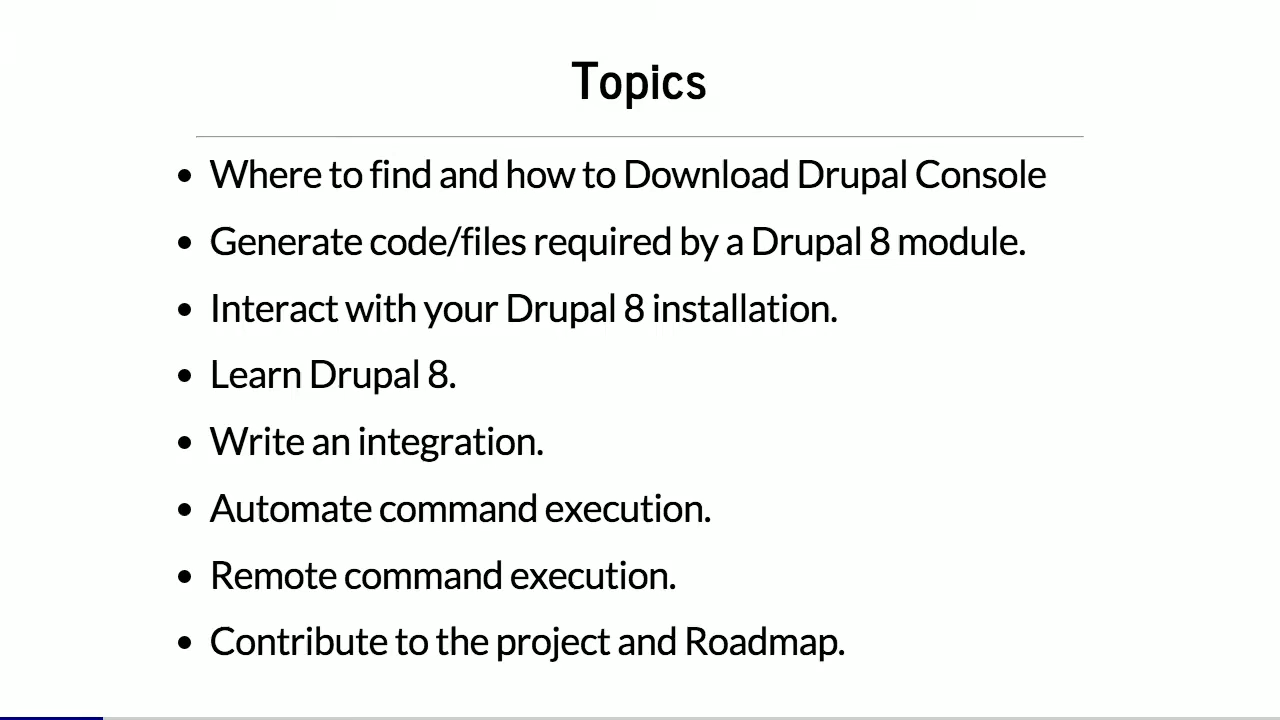 Topics
Where to find and how to Download Drupal Console
Generate code/files required by a Drupal 8 module.
Interact with your Drupal 8 installation.
Learn Drupal 8.
Write an integration.
Automate command execution.
Remote command execution.
Contribute to the project and Roadmap.